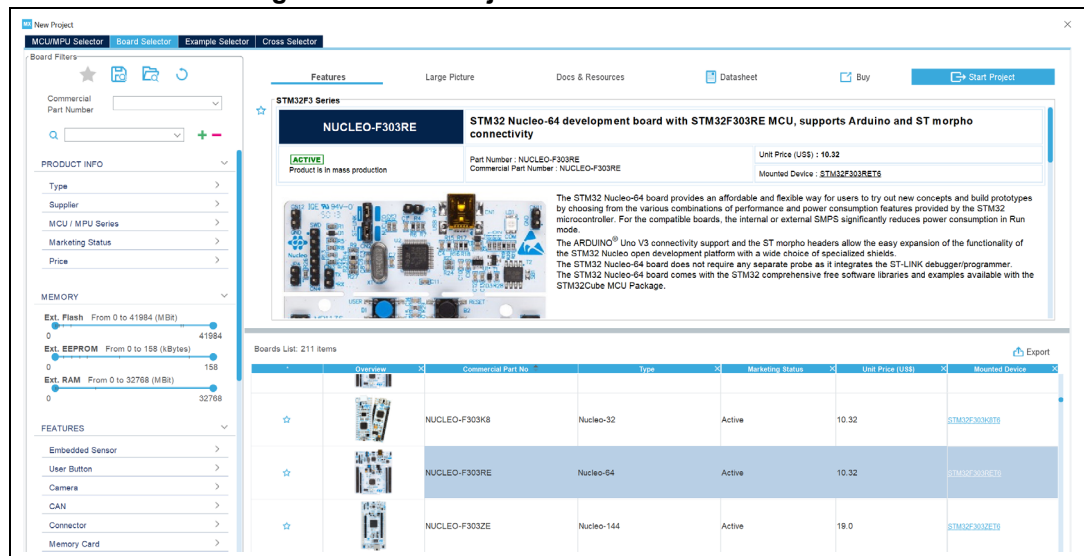 New Project
MCU/MPU Selector Board Selector Example Selector Cross Selector
Board Filters
Commercial
Part Number
PRODUCT INFO
Type
Supplier
MCU / MPU Series
Marketing Status
Price
MEMORY
Ext. Flash From 0 to 41984 (MBit)
0 41984
Ext. EEPROM From 0 to 158 (kBytes)
0 158
Ext. RAM From 0 to 32768 (MBit)
0 32768
FEATURES
Embedded Sensor
User Button
Camera
CAN
Connector
Memory Card
Features Large Picture Docs & Resources Datasheet Buy Start Project
STM32F3 Series
NUCLEO-F303RE
STM32 Nucleo-64 development board with STM32F303RE MCU, supports Arduino and ST morpho
connectivity
ACTIVE
Product is in mass production
Part Number : NUCLEO-F303RE
Commercial Part Number : NUCLEO-F303RE
Unit Price (US$) : 10.32
Mounted Device : STM32F303RET6
The STM32 Nucleo-64 board provides an affordable and flexible way for users to try out new concepts and build prototypes
by choosing from the various combinations of performance and power consumption features provided by the STM32
microcontroller. For the compatible boards, the internal or external SMPS significantly reduces power consumption in Run
mode.
The ARDUINO® Uno V3 connectivity support and the ST morpho headers allow the easy expansion of the functionality of
the STM32 Nucleo open development platform with a wide choice of specialized shields.
The STM32 Nucleo-64 board does not require any separate probe as it integrates the ST-LINK debugger/programmer.
The STM32 Nucleo-64 board comes with the STM32 comprehensive free software libraries and examples available with the
STM32Cube MCU Package.
Boards List: 211 items
Export
* Overview Commercial Part No Type Marketing Status Unit Price (US$) Mounted Device
NUCLEO-F303K8 Nucleo-32 Active 10.32 STM32F303K8T6
NUCLEO-F303RE Nucleo-64 Active 10.32 STM32F303RET6
NUCLEO-F303ZE Nucleo-144 Active 19.0 STM32F303ZET6